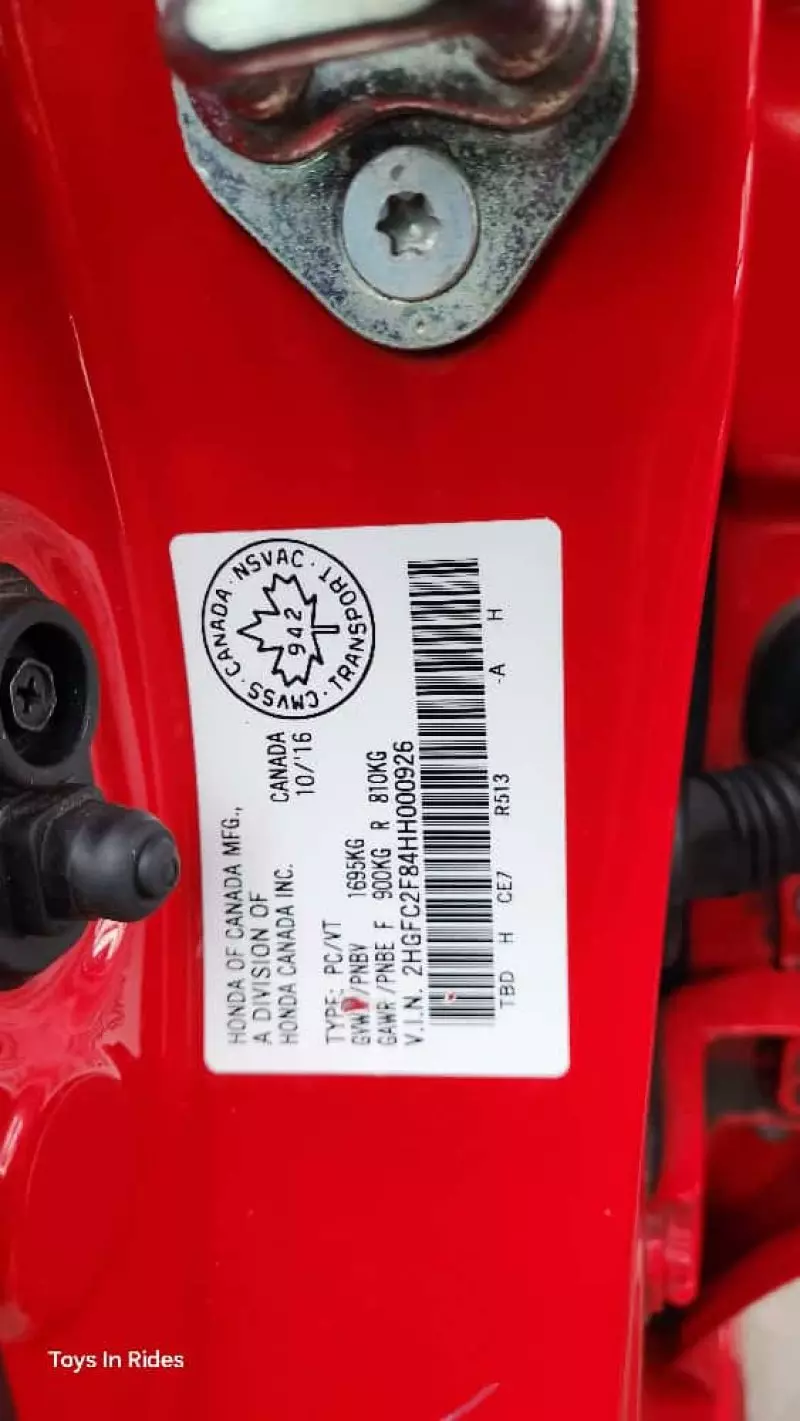 CANADA · NSVAC · TRANSPORT · CMVSS ·
942
HONDA OF CANADA MFG.,
A DIVISION OF CANADA
HONDA CANADA INC. 10/'16
TYPE: PC/VT
GVWR/PNBV 1695KG
GAWR/PNBE F 900KG R 810KG
V.I.N. 2HGFC2F84HH000926
TBD H CE7 R513 -A H
Toys In Rides